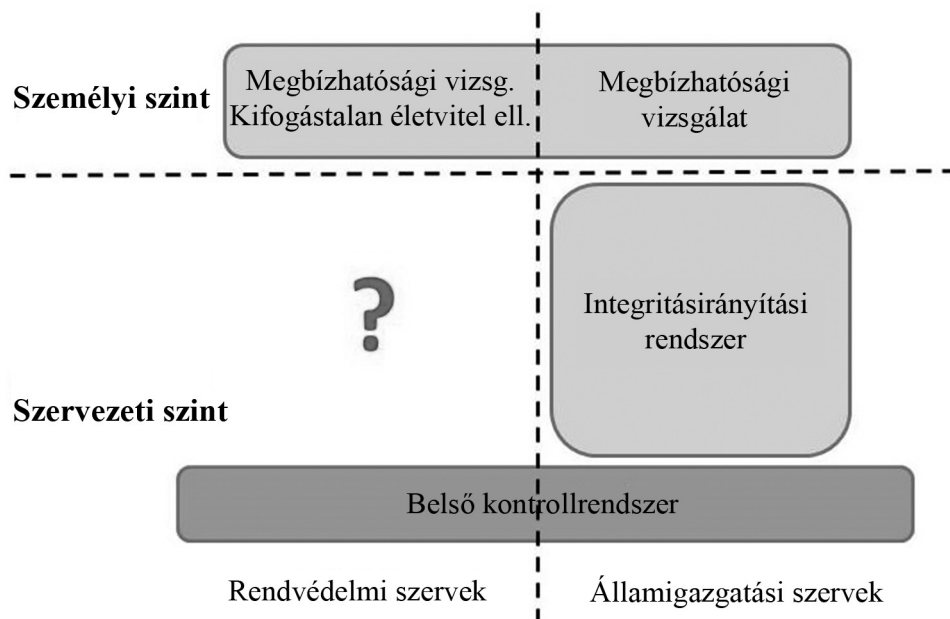 Személyi szint
Megbízhatósági vizsg.
Kifogástalan életvitel ell.
Megbízhatósági
vizsgálat
?
Integritásirányítási
rendszer
Szervezeti szint
Belső kontrollrendszer
Rendvédelmi szervek
Államigazgatási szervek